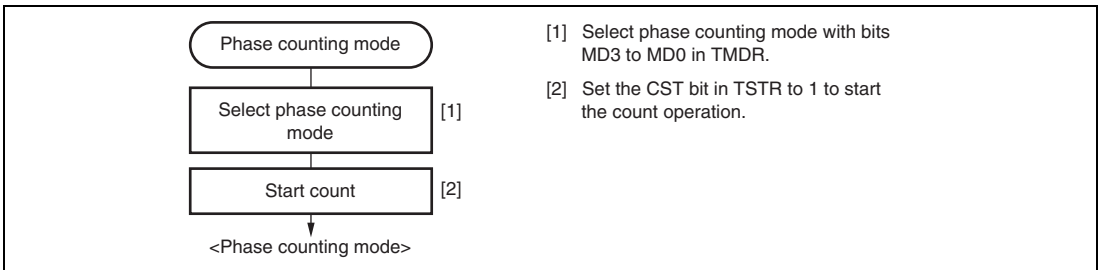 Phase counting mode
Select phase counting
mode
[1]
Start count
[2]
<Phase counting mode>
[1] Select phase counting mode with bits
MD3 to MD0 in TMDR.
[2] Set the CST bit in TSTR to 1 to start
the count operation.